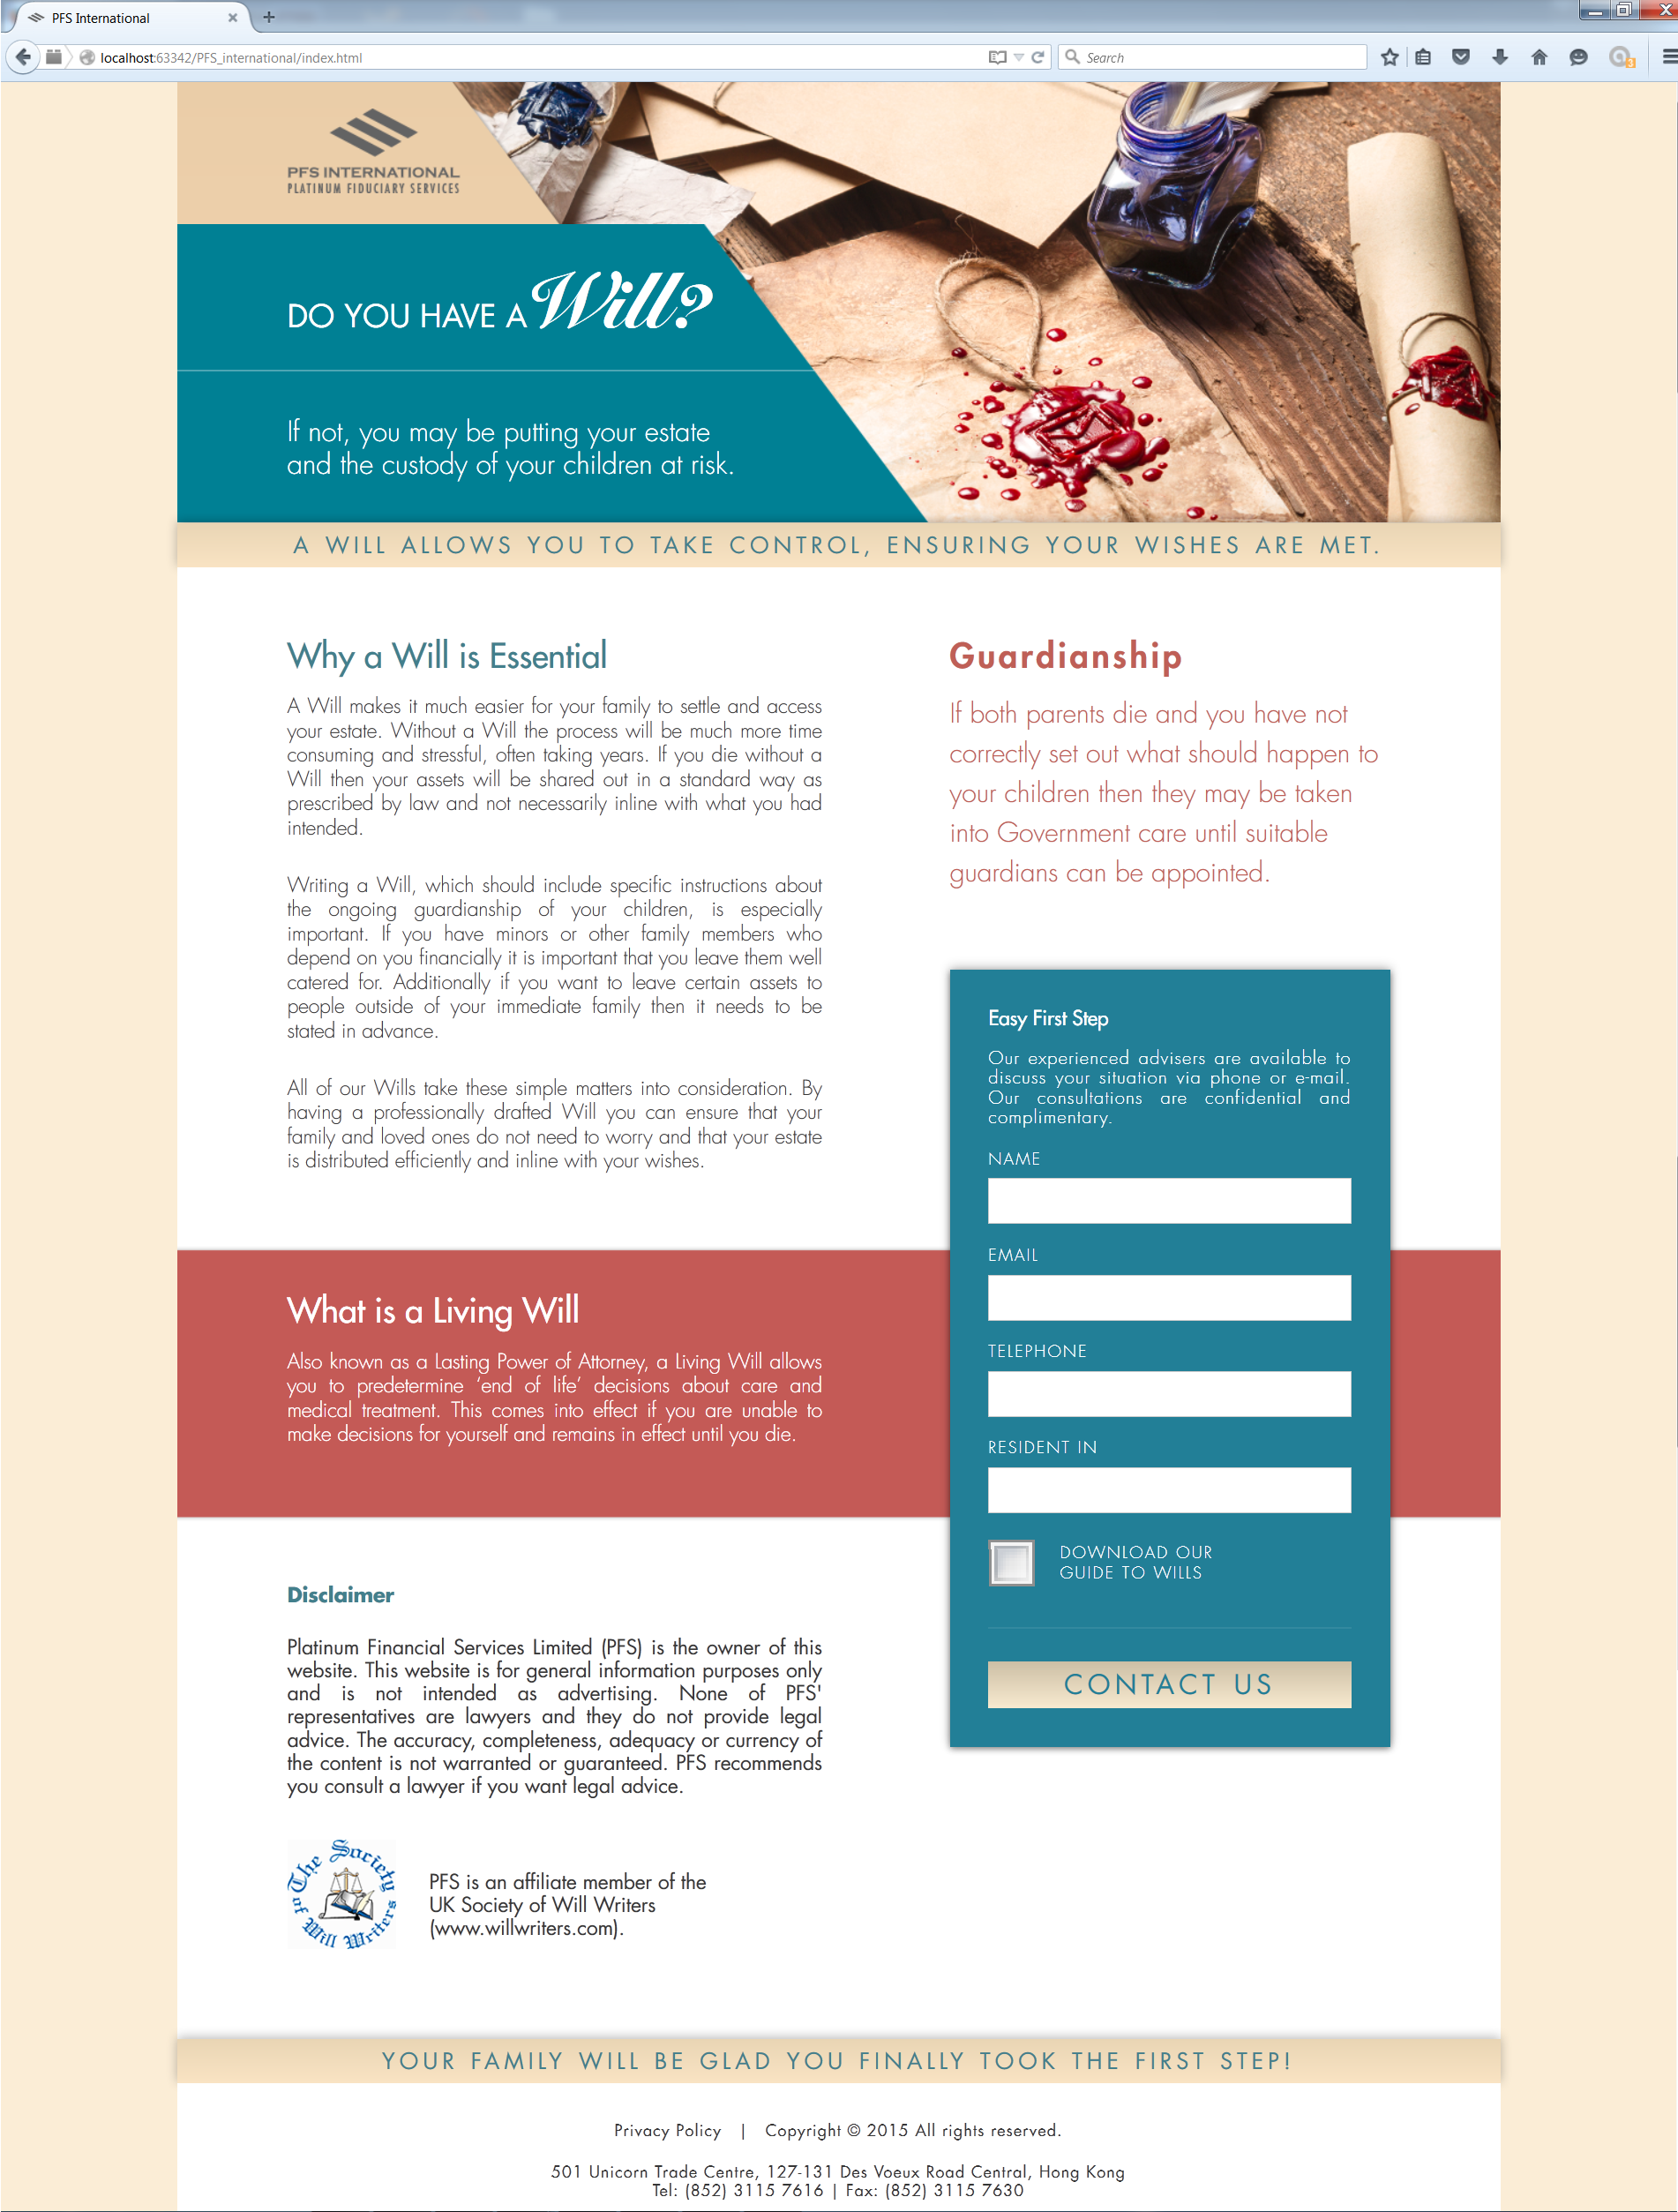 PFS International
localhost:63342/PFS_international/index.html
Search
3
PFS INTERNATIONAL
PLATINUM FIDUCIARY SERVICES
DO YOU HAVE A Will?
If not, you may be putting your estate
and the custody of your children at risk.
A WILL ALLOWS YOU TO TAKE CONTROL, ENSURING YOUR WISHES ARE MET.
Why a Will is Essential
A Will makes it much easier for your family to settle and access
your estate. Without a Will the process will be much more time
consuming and stressful, often taking years. If you die without a
Will then your assets will be shared out in a standard way as
prescribed by law and not necessarily inline with what you had
intended.
Writing a Will, which should include specific instructions about
the ongoing guardianship of your children, is especially
important. If you have minors or other family members who
depend on you financially it is important that you leave them well
catered for. Additionally if you want to leave certain assets to
people outside of your immediate family then it needs to be
stated in advance.
All of our Wills take these simple matters into consideration. By
having a professionally drafted Will you can ensure that your
family and loved ones do not need to worry and that your estate
is distributed efficiently and inline with your wishes.
Guardianship
If both parents die and you have not
correctly set out what should happen to
your children then they may be taken
into Government care until suitable
guardians can be appointed.
Easy First Step
Our experienced advisers are available to
discuss your situation via phone or e-mail.
Our consultations are confidential and
complimentary.
NAME
EMAIL
TELEPHONE
RESIDENT IN
DOWNLOAD OUR
GUIDE TO WILLS
CONTACT US
What is a Living Will
Also known as a Lasting Power of Attorney, a Living Will allows
you to predetermine ‘end of life’ decisions about care and
medical treatment. This comes into effect if you are unable to
make decisions for yourself and remains in effect until you die.
Disclaimer
Platinum Financial Services Limited (PFS) is the owner of this
website. This website is for general information purposes only
and is not intended as advertising. None of PFS'
representatives are lawyers and they do not provide legal
advice. The accuracy, completeness, adequacy or currency of
the content is not warranted or guaranteed. PFS recommends
you consult a lawyer if you want legal advice.
The Society
of Will Writers
PFS is an affiliate member of the
UK Society of Will Writers
(www.willwriters.com).
YOUR FAMILY WILL BE GLAD YOU FINALLY TOOK THE FIRST STEP!
Privacy Policy | Copyright © 2015 All rights reserved.
501 Unicorn Trade Centre, 127-131 Des Voeux Road Central, Hong Kong
Tel: (852) 3115 7616 | Fax: (852) 3115 7630